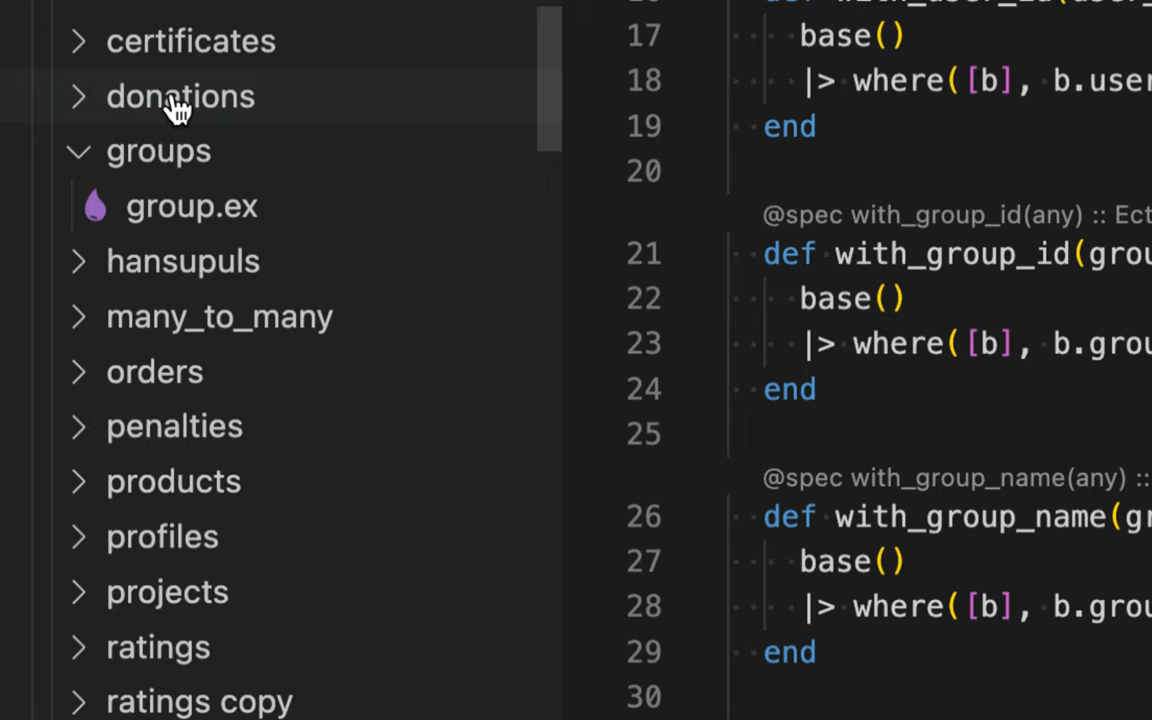 certificates
donations
groups
group.ex
hansupuls
many_to_many
orders
penalties
products
profiles
projects
ratings
ratings copy
17 base()
18 |> where([b], b.user
19 end
20
@spec with_group_id(any) :: Ect
21 def with_group_id(grou
22 base()
23 |> where([b], b.grou
24 end
25
@spec with_group_name(any) ::
26 def with_group_name(gr
27 base()
28 |> where([b], b.grou
29 end
30